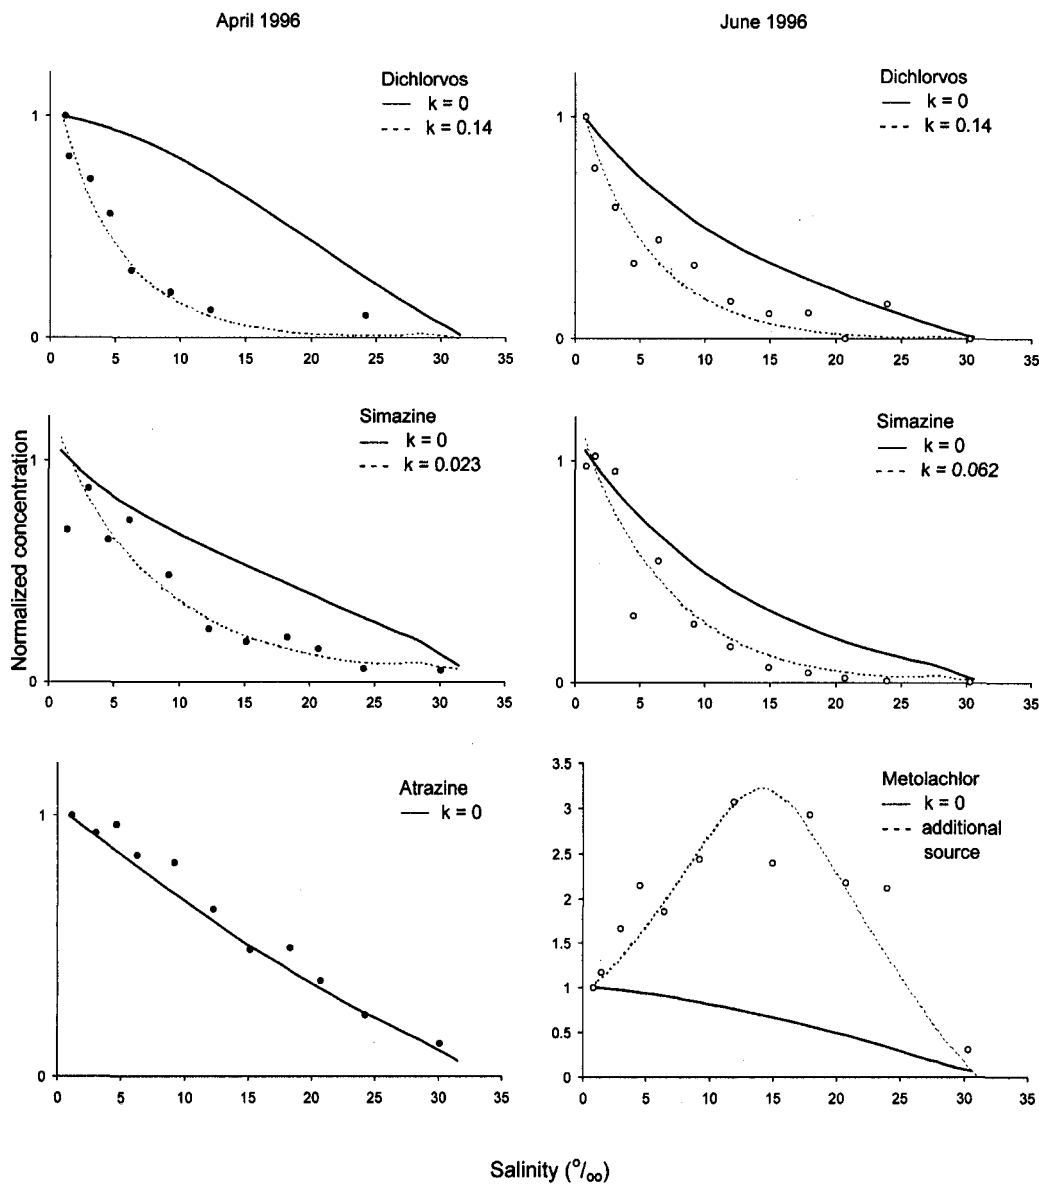 April 1996
June 1996
Dichlorvos
k = 0
k = 0.14
1
0
0 5 10 15 20 25 30 35
Dichlorvos
k = 0
k = 0.14
1
0
0 5 10 15 20 25 30 35
Normalized concentration
Simazine
k = 0
k = 0.023
1
0
0 5 10 15 20 25 30 35
Simazine
k = 0
k = 0.062
1
0
0 5 10 15 20 25 30 35
Atrazine
k = 0
1
0
0 5 10 15 20 25 30 35
Metolachlor
k = 0
additional
source
3.5
3
2.5
2
1.5
1
0.5
0
0 5 10 15 20 25 30 35
Salinity (°/₀₀)